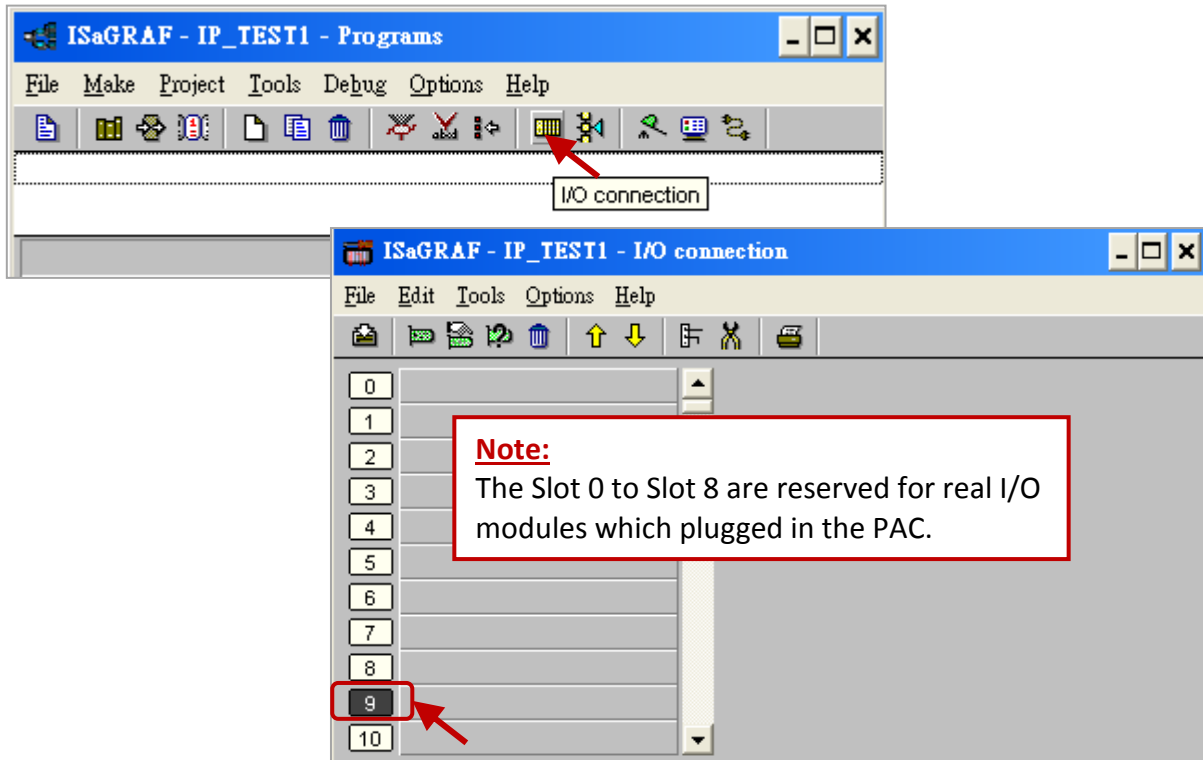 ISaGRAF - IP_TEST1 - Programs
File Make Project Tools Debug Options Help
I/O connection
ISaGRAF - IP_TEST1 - I/O connection
File Edit Tools Options Help
0
1
2
3
4
5
6
7
8
9
10
Note:
The Slot 0 to Slot 8 are reserved for real I/O
modules which plugged in the PAC.